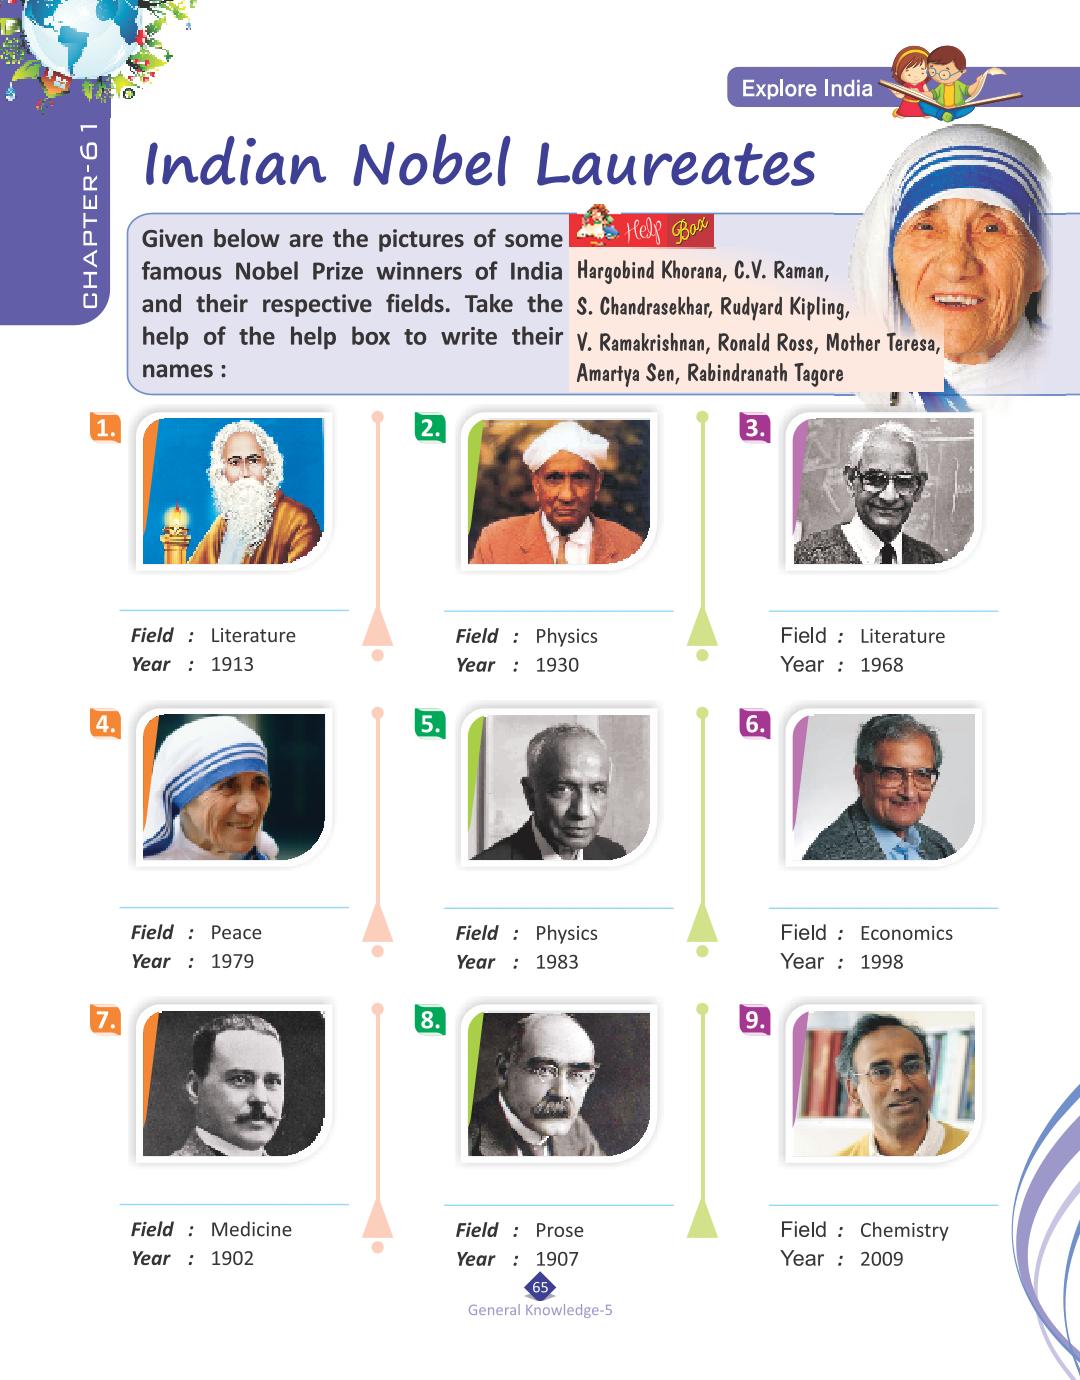 CHAPTER-61
Explore India
Indian Nobel Laureates
Given below are the pictures of some
famous Nobel Prize winners of India
and their respective fields. Take the
help of the help box to write their
names :
Help Box
Hargobind Khorana, C.V. Raman,
S. Chandrasekhar, Rudyard Kipling,
V. Ramakrishnan, Ronald Ross, Mother Teresa,
Amartya Sen, Rabindranath Tagore
1.
Field : Literature
Year : 1913
2.
Field : Physics
Year : 1930
3.
Field : Literature
Year : 1968
4.
Field : Peace
Year : 1979
5.
Field : Physics
Year : 1983
6.
Field : Economics
Year : 1998
7.
Field : Medicine
Year : 1902
8.
Field : Prose
Year : 1907
9.
Field : Chemistry
Year : 2009
65
General Knowledge-5